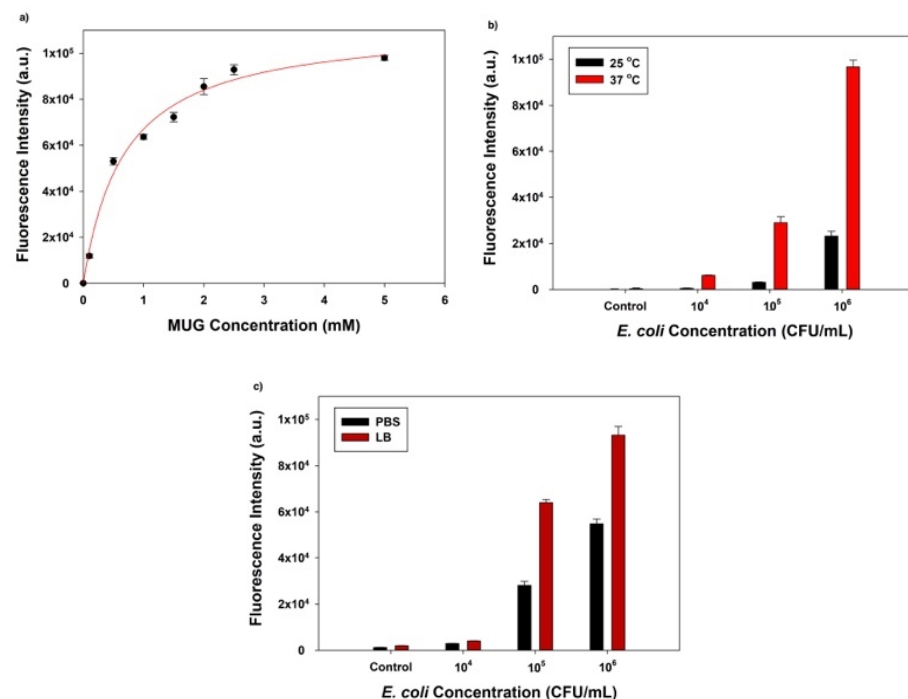 a)
Fluorescence Intensity (a.u.)
1x10⁵
8x10⁴
6x10⁴
4x10⁴
2x10⁴
0
0 1 2 3 4 5 6
MUG Concentration (mM)
b)
25 °C
37 °C
Fluorescence Intensity (a.u.)
1x10⁵
8x10⁴
6x10⁴
4x10⁴
2x10⁴
0
Control 10⁴ 10⁵ 10⁶
E. coli Concentration (CFU/mL)
c)
PBS
LB
Fluorescence Intensity (a.u.)
1x10⁵
8x10⁴
6x10⁴
4x10⁴
2x10⁴
0
Control 10⁴ 10⁵ 10⁶
E. coli Concentration (CFU/mL)